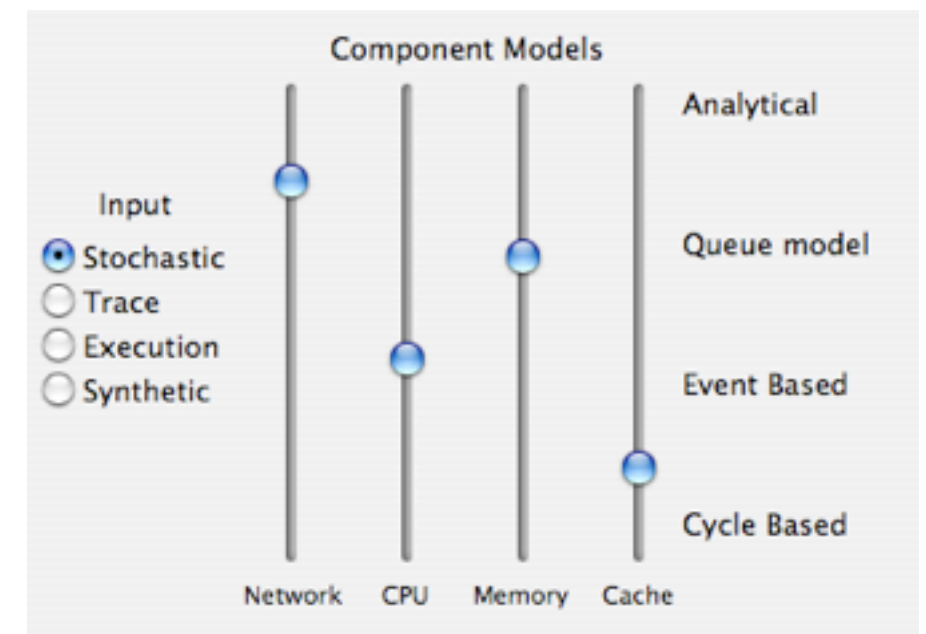 Component Models
Input
Stochastic
Trace
Execution
Synthetic
Analytical
Queue model
Event Based
Cycle Based
Network
CPU
Memory
Cache